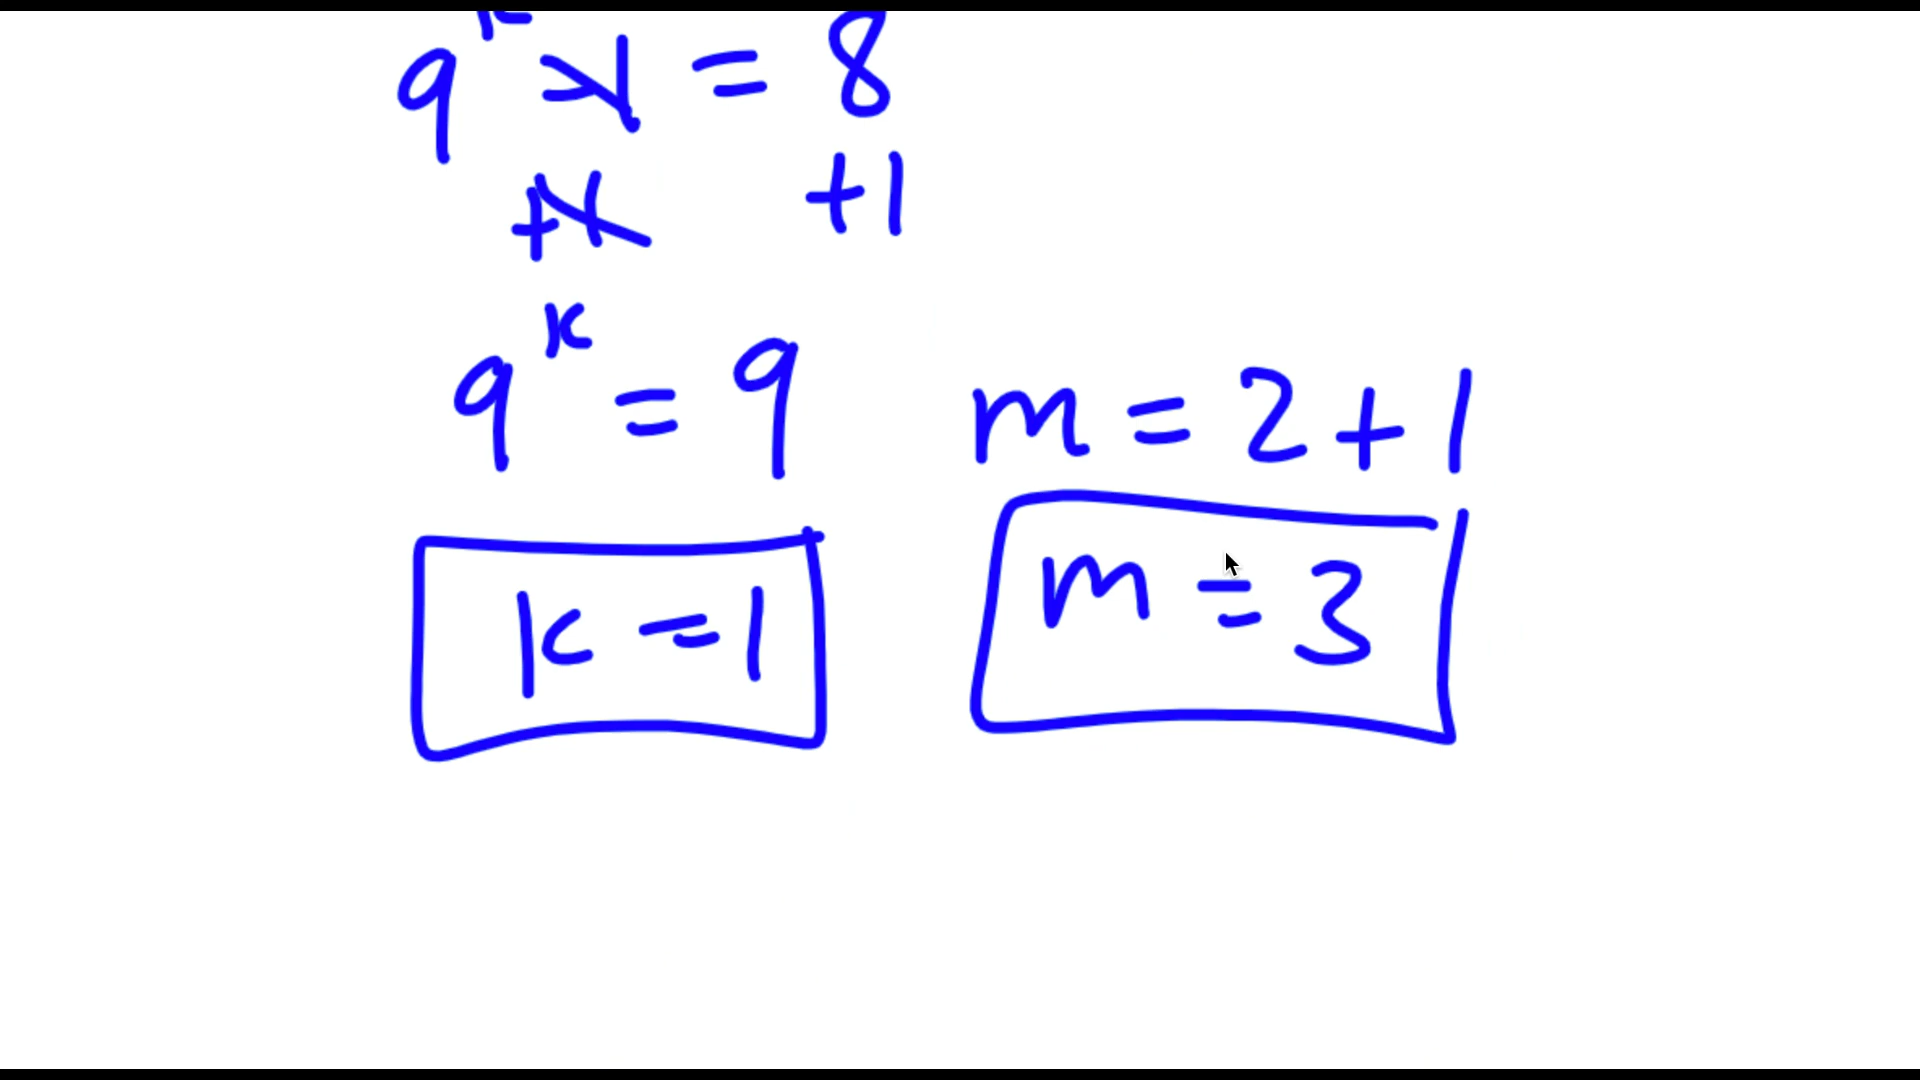 9^k -1 = 8
+1 +1
9^k = 9
k = 1
m = 2 + 1
m = 3